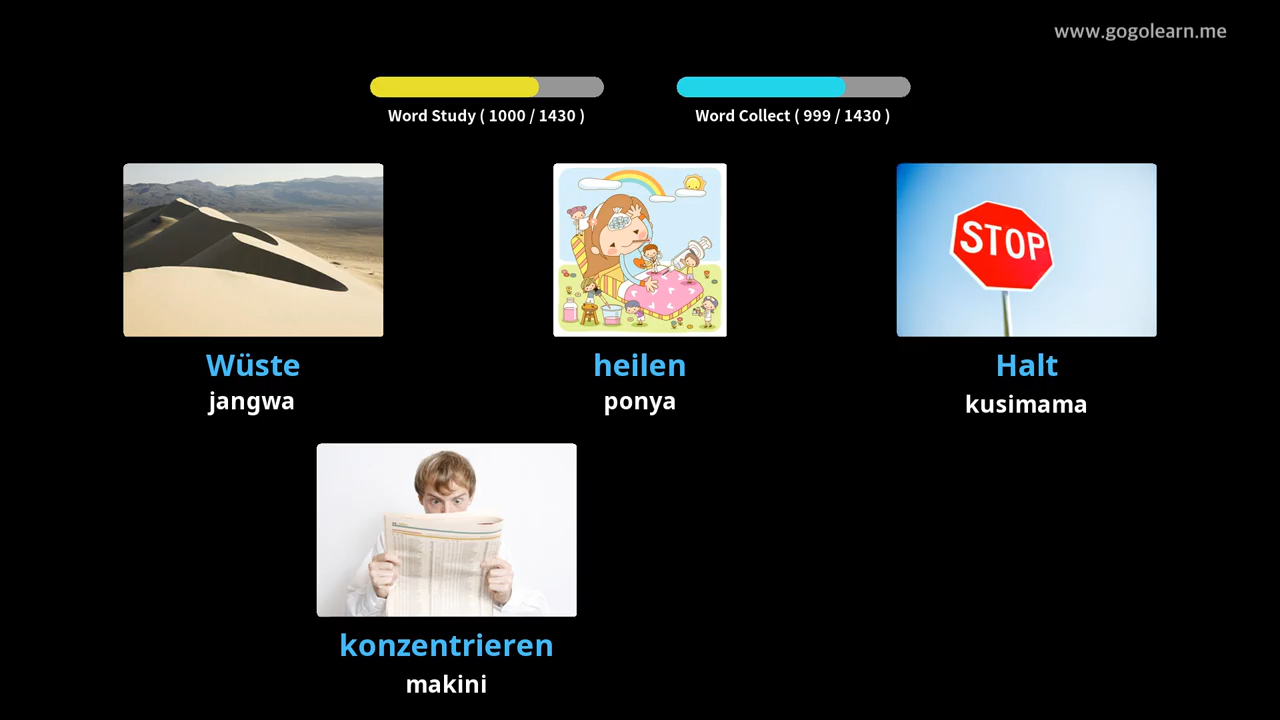 www.gogolearn.me
Word Study ( 1000 / 1430 )
Word Collect ( 999 / 1430 )
STOP
Wüste
jangwa
heilen
ponya
Halt
kusimama
konzentrieren
makini